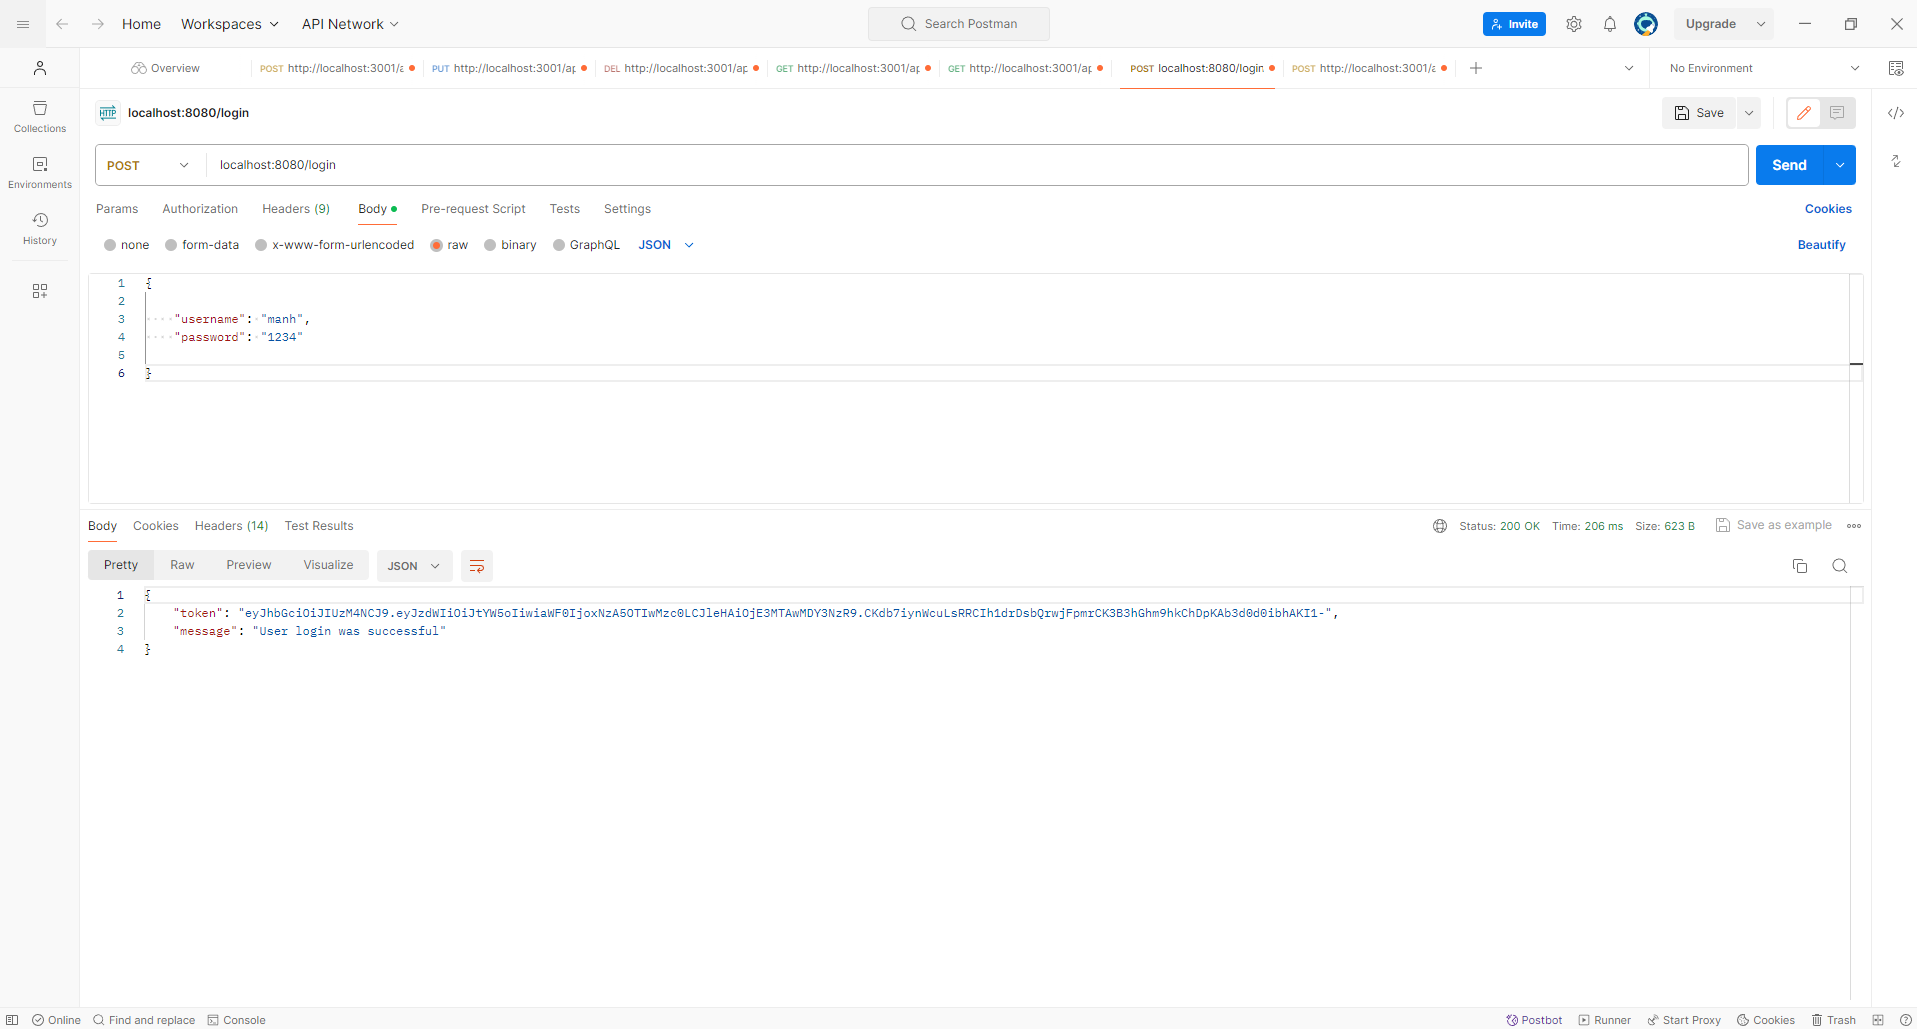 Home Workspaces API Network Search Postman Invite Upgrade
Overview POST http://localhost:3001/a PUT http://localhost:3001/ap DEL http://localhost:3001/ap GET http://localhost:3001/ap GET http://localhost:3001/ap POST localhost:8080/login POST http://localhost:3001/a No Environment
HTTP localhost:8080/login Save
Collections
POST localhost:8080/login Send
Environments
Params Authorization Headers (9) Body Pre-request Script Tests Settings Cookies
History
none form-data x-www-form-urlencoded raw binary GraphQL JSON Beautify
1 {
2
3 "username": "manh",
4 "password": "1234"
5
6 }
Body Cookies Headers (14) Test Results Status: 200 OK Time: 206 ms Size: 623 B Save as example
Pretty Raw Preview Visualize JSON
1 {
2 "token": "eyJhbGciOiJIUzM4NCJ9.eyJzdWIiOiJtYW5oIiwiaWF0IjoxNzA5OTIwMzc0LCJleHAiOjE3MTAwMDY3NzR9.CKdb7iynWcuLsRRCIh1drDsbQrwjFpmrCK3B3hGhm9hkChDpKAb3d0d0ibhAKI1-",
3 "message": "User login was successful"
4 }
Online Find and replace Console Postbot Runner Start Proxy Cookies Trash